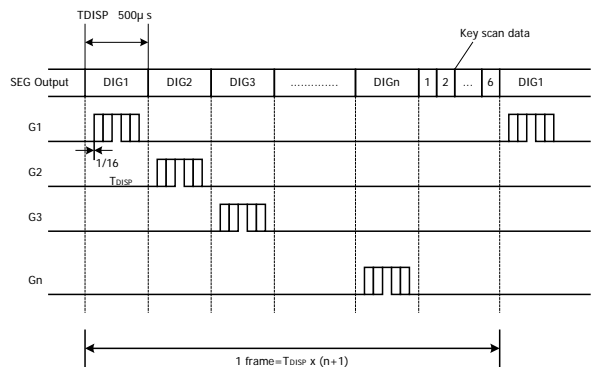 TDISP 500μ s
Key scan data
SEG Output DIG1 DIG2 DIG3 .............. DIGn 1 2 ... 6 DIG1
G1
1/16
TDISP
G2
G3
Gn
1 frame=TDISP x (n+1)